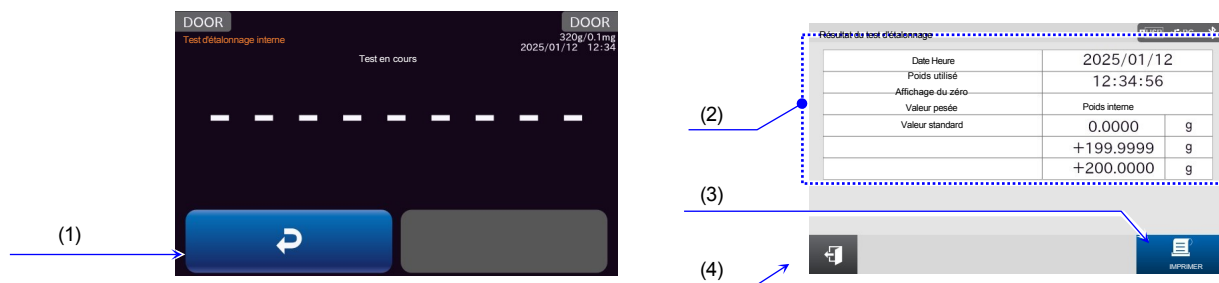 DOOR DOOR
Test d'étalonnage interne 320g/0.1mg
2025/01/12 12:34
Test en cours
(1)
Résultat du test d'étalonnage
Date Heure 2025/01/12
Poids utilisé 12:34:56
Affichage du zéro
Valeur pesée Poids interne
Valeur standard 0.0000 g
+199.9999 g
+200.0000 g
(2)
(3)
(4)
IMPRIMER